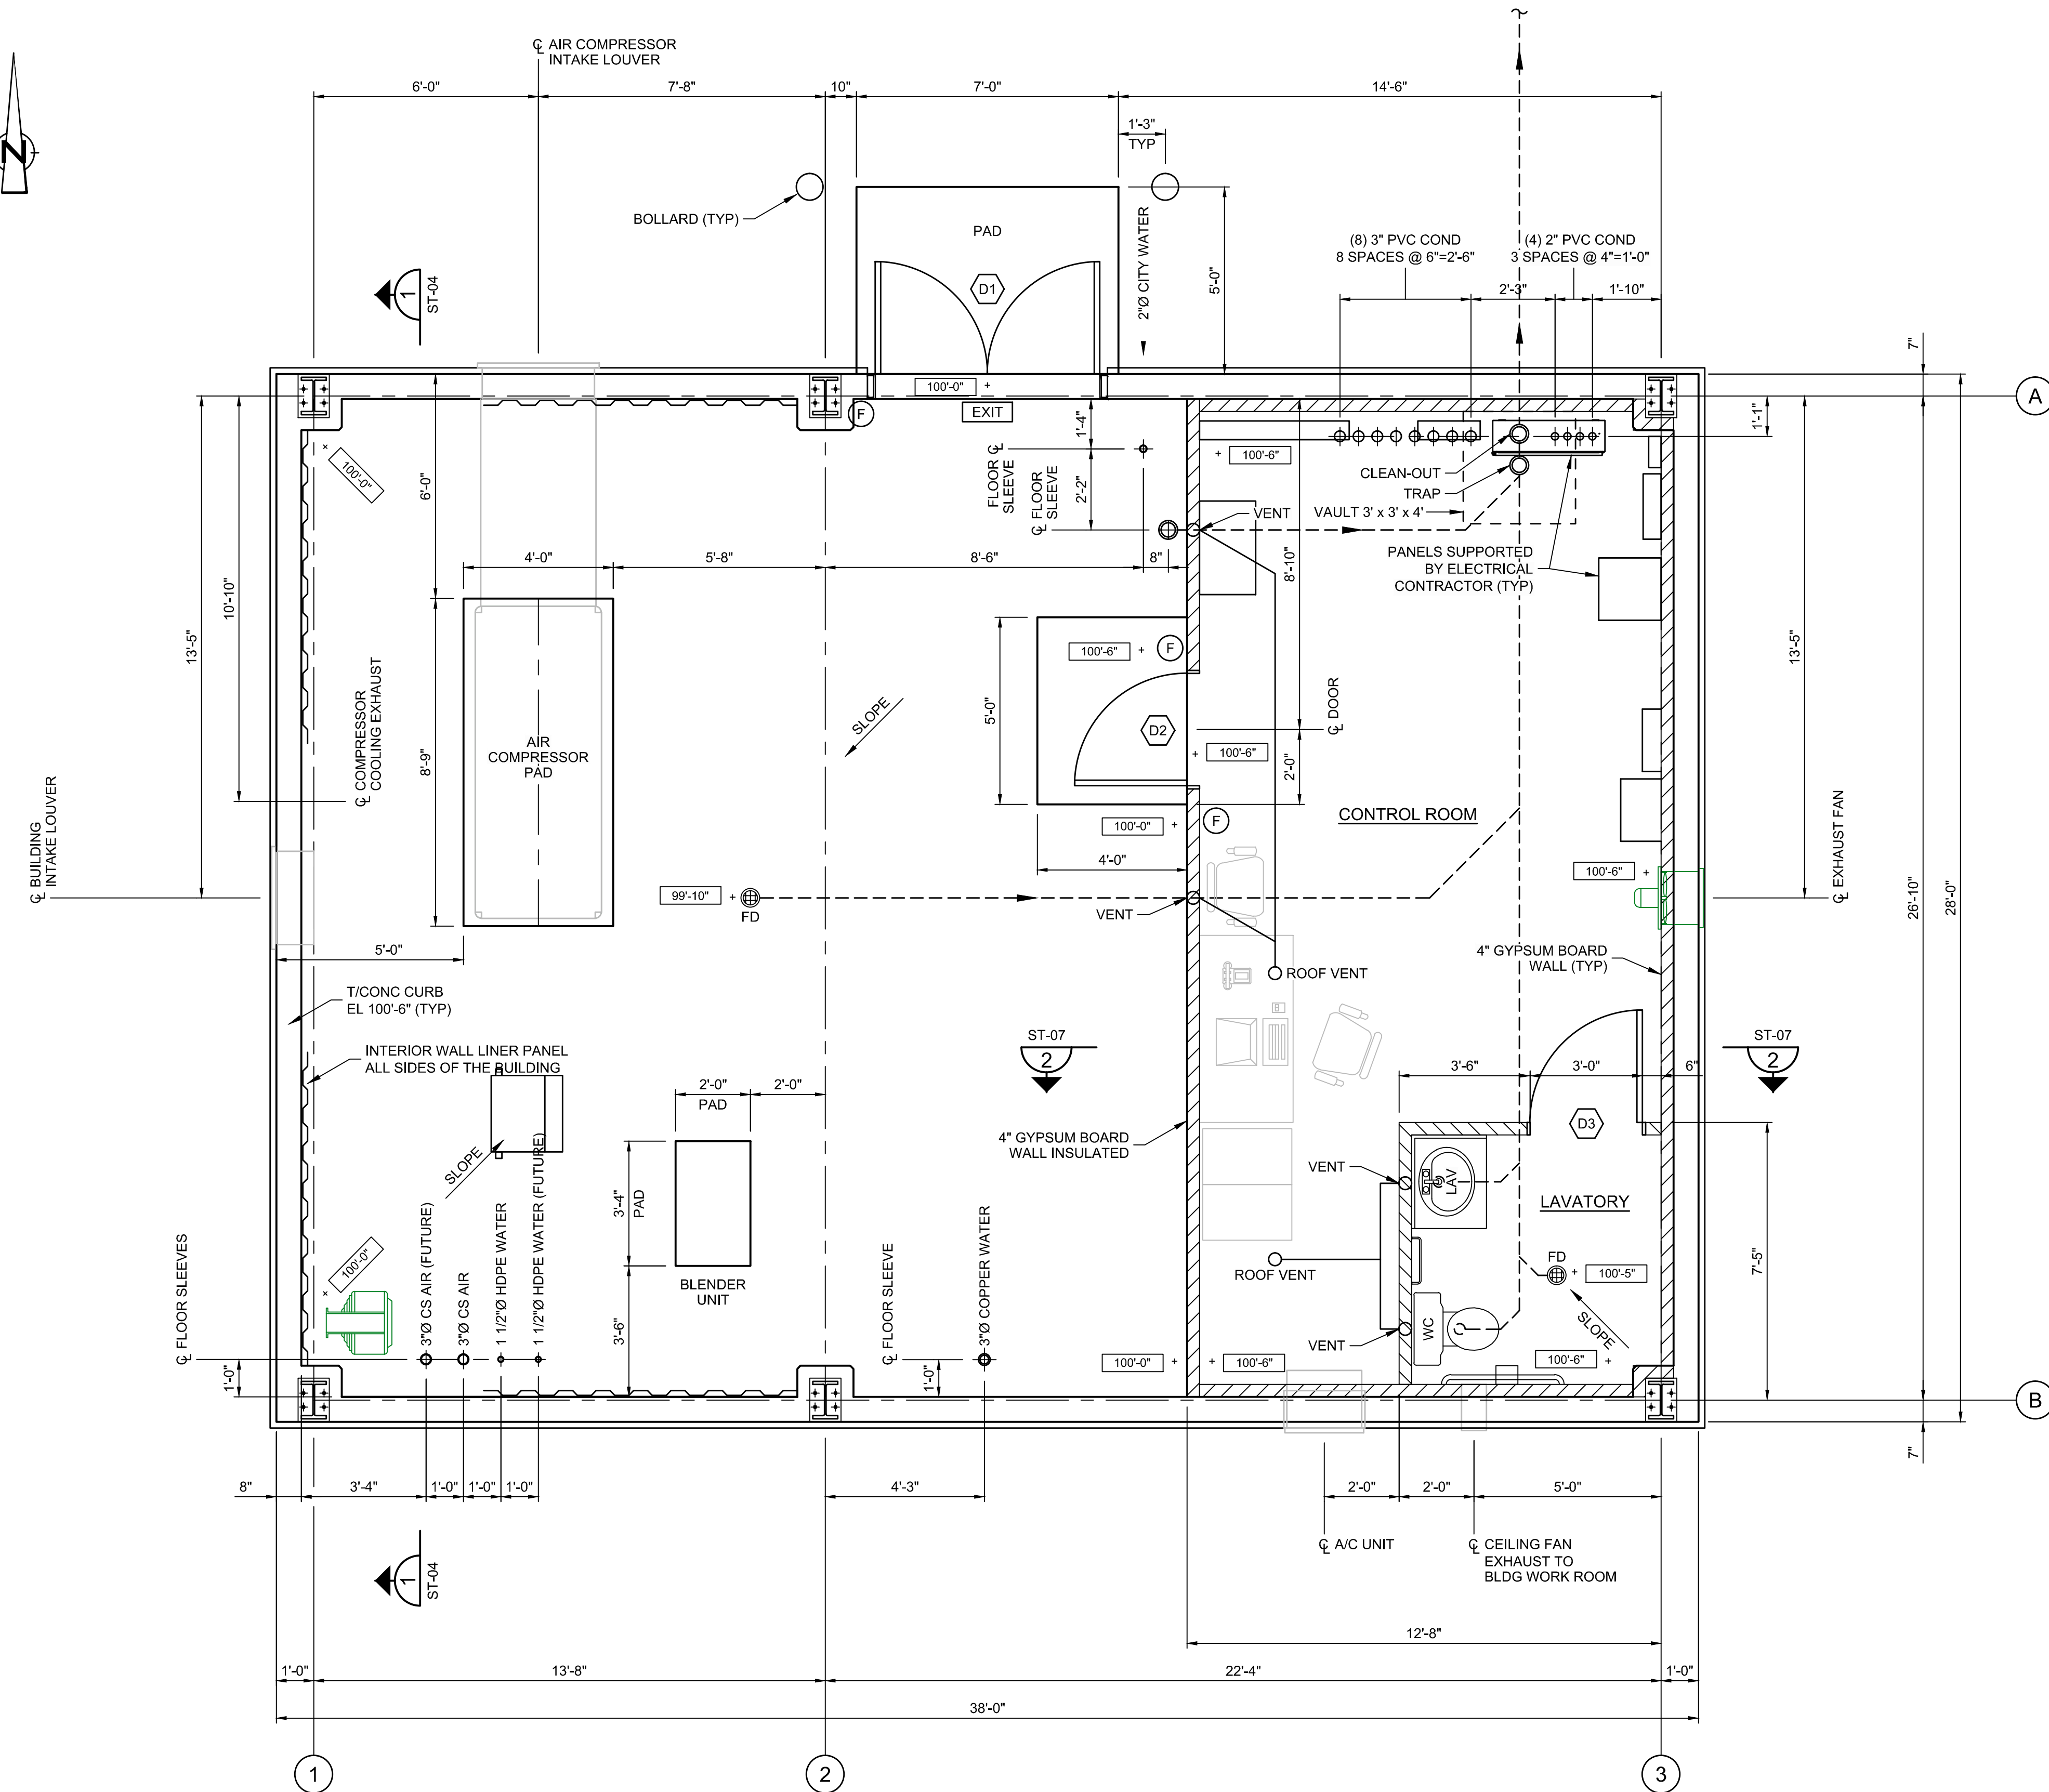 ℄ AIR COMPRESSOR
INTAKE LOUVER
6'-0"
7'-8"
10"
7'-0"
14'-6"
1'-3"
TYP
N
BOLLARD (TYP)
PAD
2"Ø CITY WATER
5'-0"
(8) 3" PVC COND
8 SPACES @ 6"=2'-6"
(4) 2" PVC COND
3 SPACES @ 4"=1'-0"
2'-3"
1'-10"
1
ST-04
D1
7"
A
100'-0"
EXIT
F
1'-4"
1'-1"
100'-0"
6'-0"
10'-10"
13'-5"
℄ FLOOR
SLEEVE
℄ FLOOR
SLEEVE
2'-2"
100'-6"
CLEAN-OUT
TRAP
VAULT 3' x 3' x 4'
VENT
4'-0"
5'-8"
8'-6"
8"
8'-10"
PANELS SUPPORTED
BY ELECTRICAL
CONTRACTOR (TYP)
13'-5"
26'-10"
28'-0"
100'-6"
F
5'-0"
℄ COMPRESSOR
COOLING EXHAUST
8'-9"
AIR
COMPRESSOR
PAD
SLOPE
D2
℄ DOOR
100'-6"
2'-0"
℄ BUILDING
INTAKE LOUVER
100'-0"
F
CONTROL ROOM
4'-0"
℄ EXHAUST FAN
100'-6"
99'-10"
FD
VENT
5'-0"
4" GYPSUM BOARD
WALL (TYP)
ROOF VENT
T/CONC CURB
EL 100'-6" (TYP)
INTERIOR WALL LINER PANEL
ALL SIDES OF THE BUILDING
ST-07
2
ST-07
2
3'-6"
3'-0"
6"
2'-0"
PAD
2'-0"
D3
4" GYPSUM BOARD
WALL INSULATED
SLOPE
3'-4"
PAD
VENT
LAV
LAVATORY
7'-5"
℄ FLOOR SLEEVES
100'-0"
3"Ø CS AIR (FUTURE)
3"Ø CS AIR
1 1/2"Ø HDPE WATER
1 1/2"Ø HDPE WATER (FUTURE)
BLENDER
UNIT
3'-6"
℄ FLOOR SLEEVE
3"Ø COPPER WATER
ROOF VENT
FD
100'-5"
SLOPE
WC
VENT
1'-0"
1'-0"
100'-0"
100'-6"
100'-6"
B
7"
8"
3'-4"
1'-0"
1'-0"
1'-0"
4'-3"
2'-0"
2'-0"
5'-0"
℄ A/C UNIT
℄ CEILING FAN
EXHAUST TO
BLDG WORK ROOM
1
ST-04
12'-8"
1'-0"
13'-8"
22'-4"
1'-0"
38'-0"
1
2
3